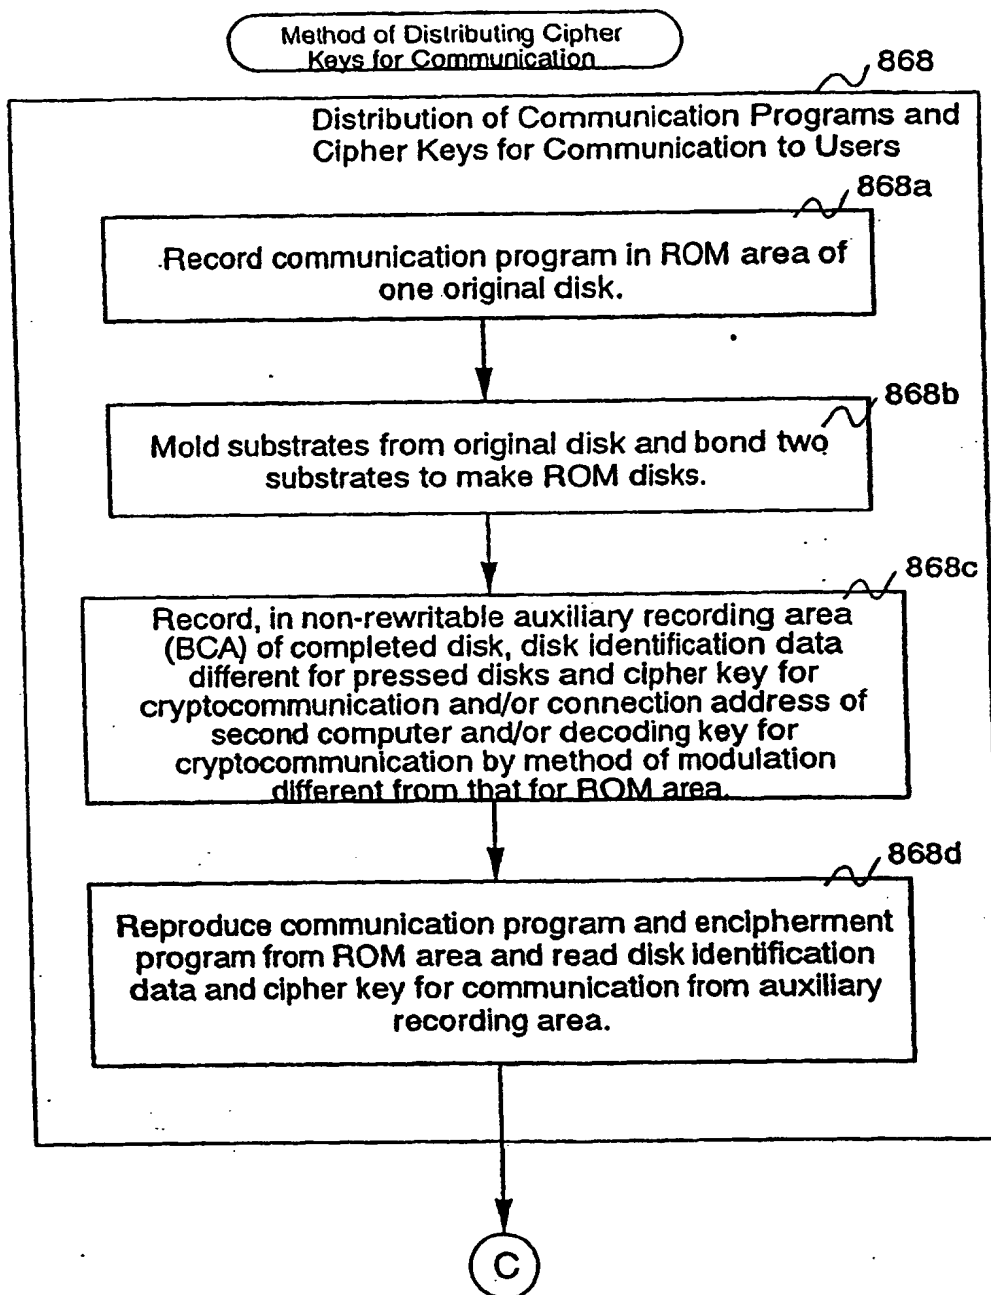 Method of Distributing Cipher
Keys for Communication
868
Distribution of Communication Programs and
Cipher Keys for Communication to Users
868a
Record communication program in ROM area of
one original disk.
868b
Mold substrates from original disk and bond two
substrates to make ROM disks.
868c
Record, in non-rewritable auxiliary recording area
(BCA) of completed disk, disk identification data
different for pressed disks and cipher key for
cryptocommunication and/or connection address of
second computer and/or decoding key for
cryptocommunication by method of modulation
different from that for ROM area.
868d
Reproduce communication program and encipherment
program from ROM area and read disk identification
data and cipher key for communication from auxiliary
recording area.
C